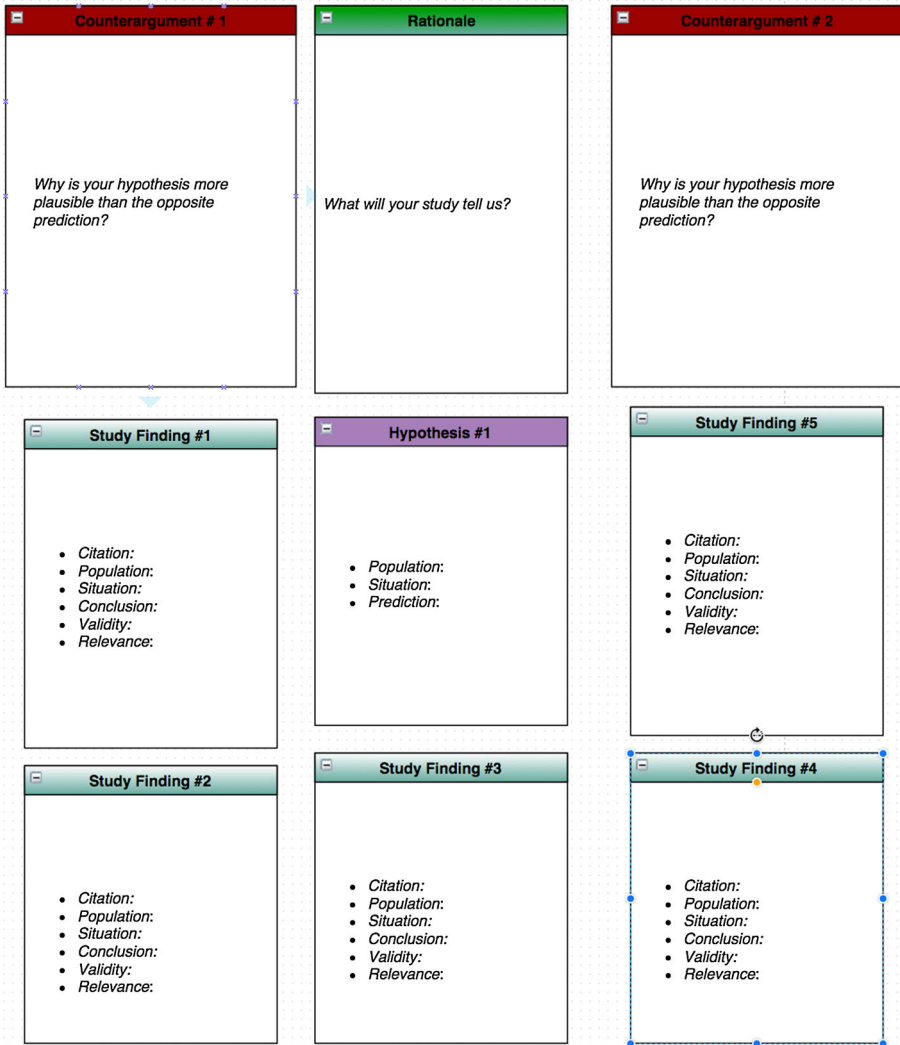 Counterargument # 1
Why is your hypothesis more
plausible than the opposite
prediction?
Rationale
What will your study tell us?
Counterargument # 2
Why is your hypothesis more
plausible than the opposite
prediction?
Study Finding #1
• Citation:
• Population:
• Situation:
• Conclusion:
• Validity:
• Relevance:
Hypothesis #1
• Population:
• Situation:
• Prediction:
Study Finding #5
• Citation:
• Population:
• Situation:
• Conclusion:
• Validity:
• Relevance:
Study Finding #2
• Citation:
• Population:
• Situation:
• Conclusion:
• Validity:
• Relevance:
Study Finding #3
• Citation:
• Population:
• Situation:
• Conclusion:
• Validity:
• Relevance:
Study Finding #4
• Citation:
• Population:
• Situation:
• Conclusion:
• Validity:
• Relevance: